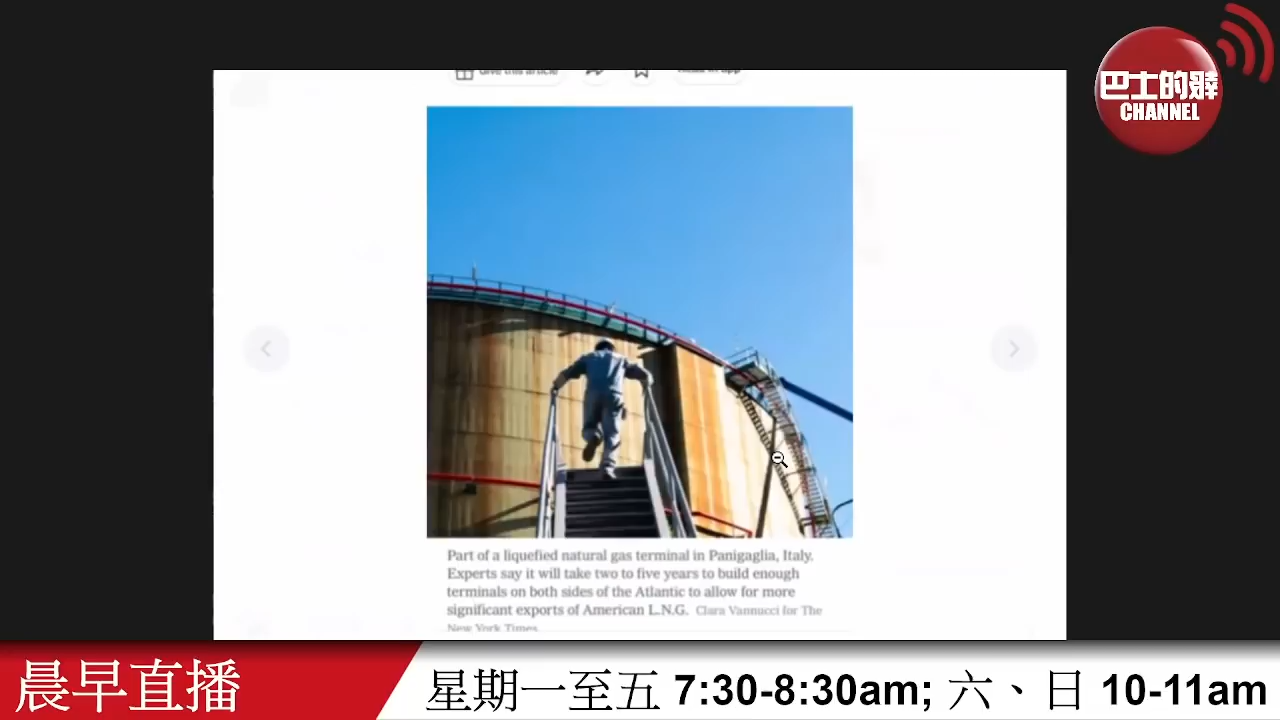 Give this article
巴士的報
CHANNEL
Part of a liquefied natural gas terminal in Panigaglia, Italy.
Experts say it will take two to five years to build enough
terminals on both sides of the Atlantic to allow for more
significant exports of American L.N.G. Clara Vannucci for The
New York Times
晨早直播
星期一至五 7:30-8:30am; 六、日 10-11am